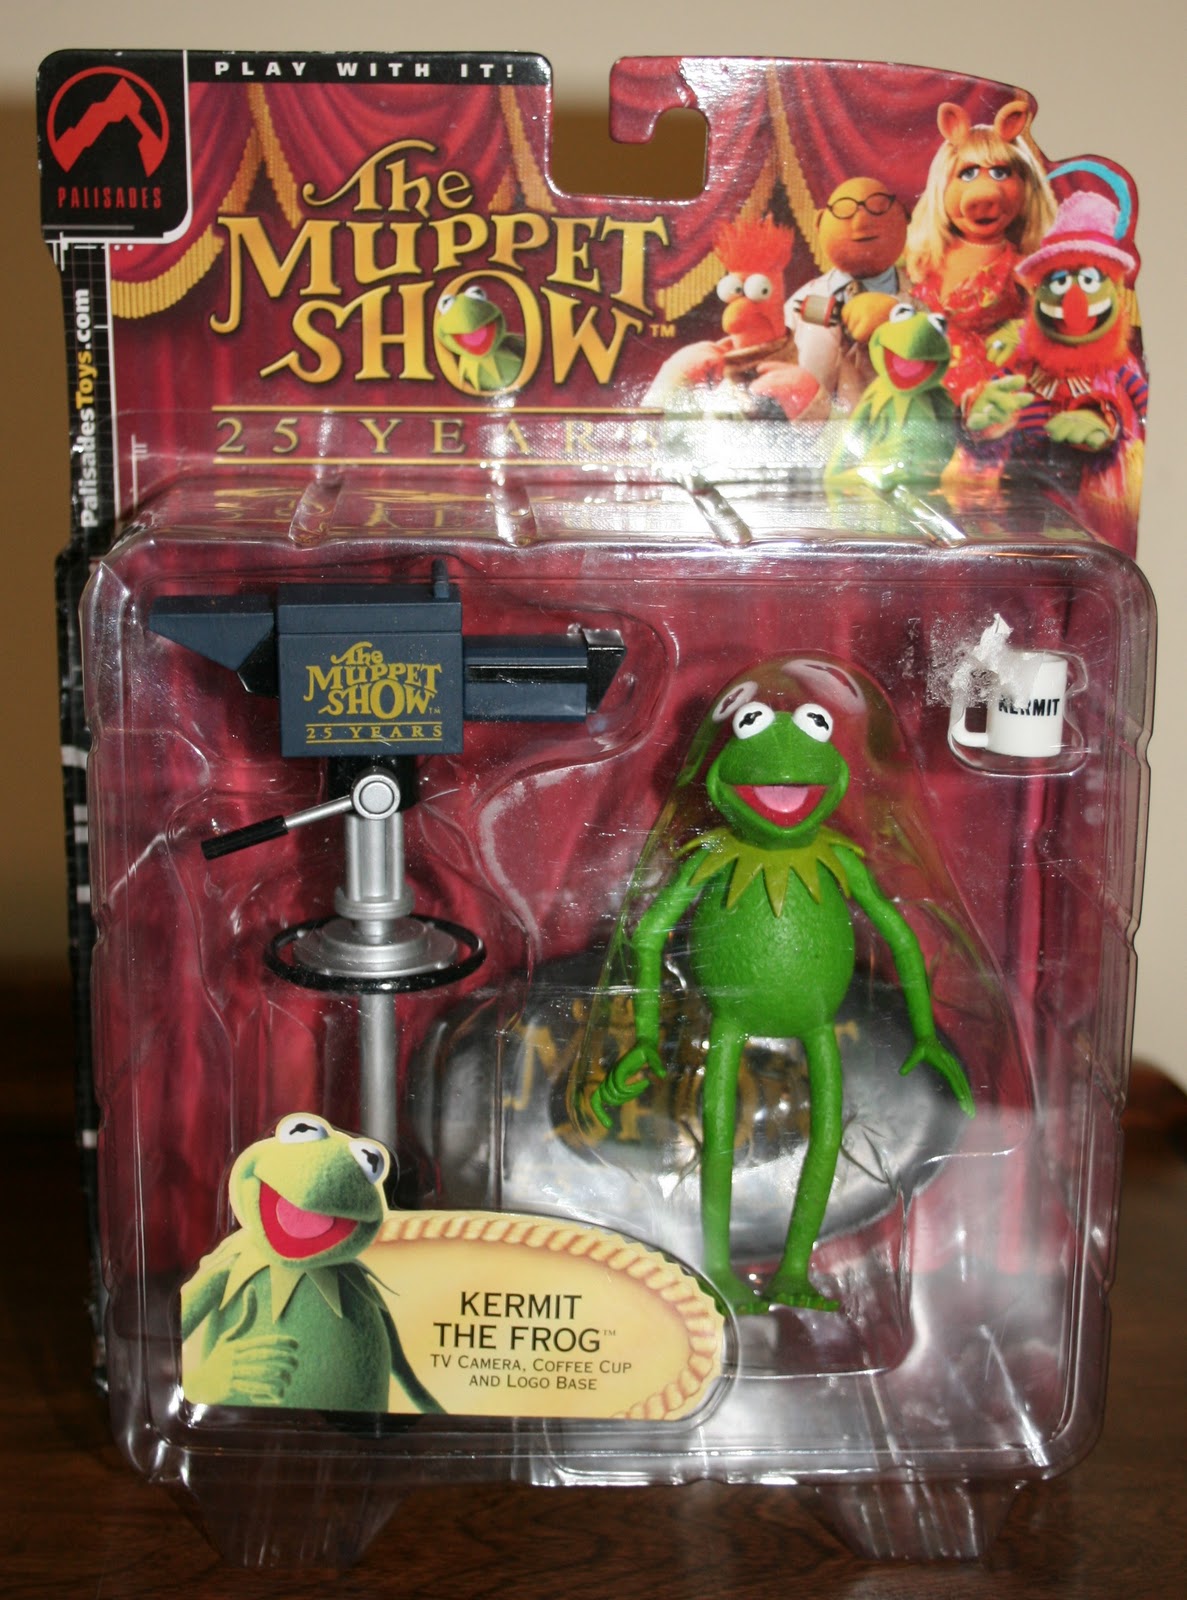 PLAY WITH IT!
PALISADES
PalisadesToys.com
The
MUPPET
SHOW™
25 YEARS
The
MUPPET
SHOW™
25 YEARS
KERMIT
KERMIT
THE FROG™
TV CAMERA, COFFEE CUP
AND LOGO BASE